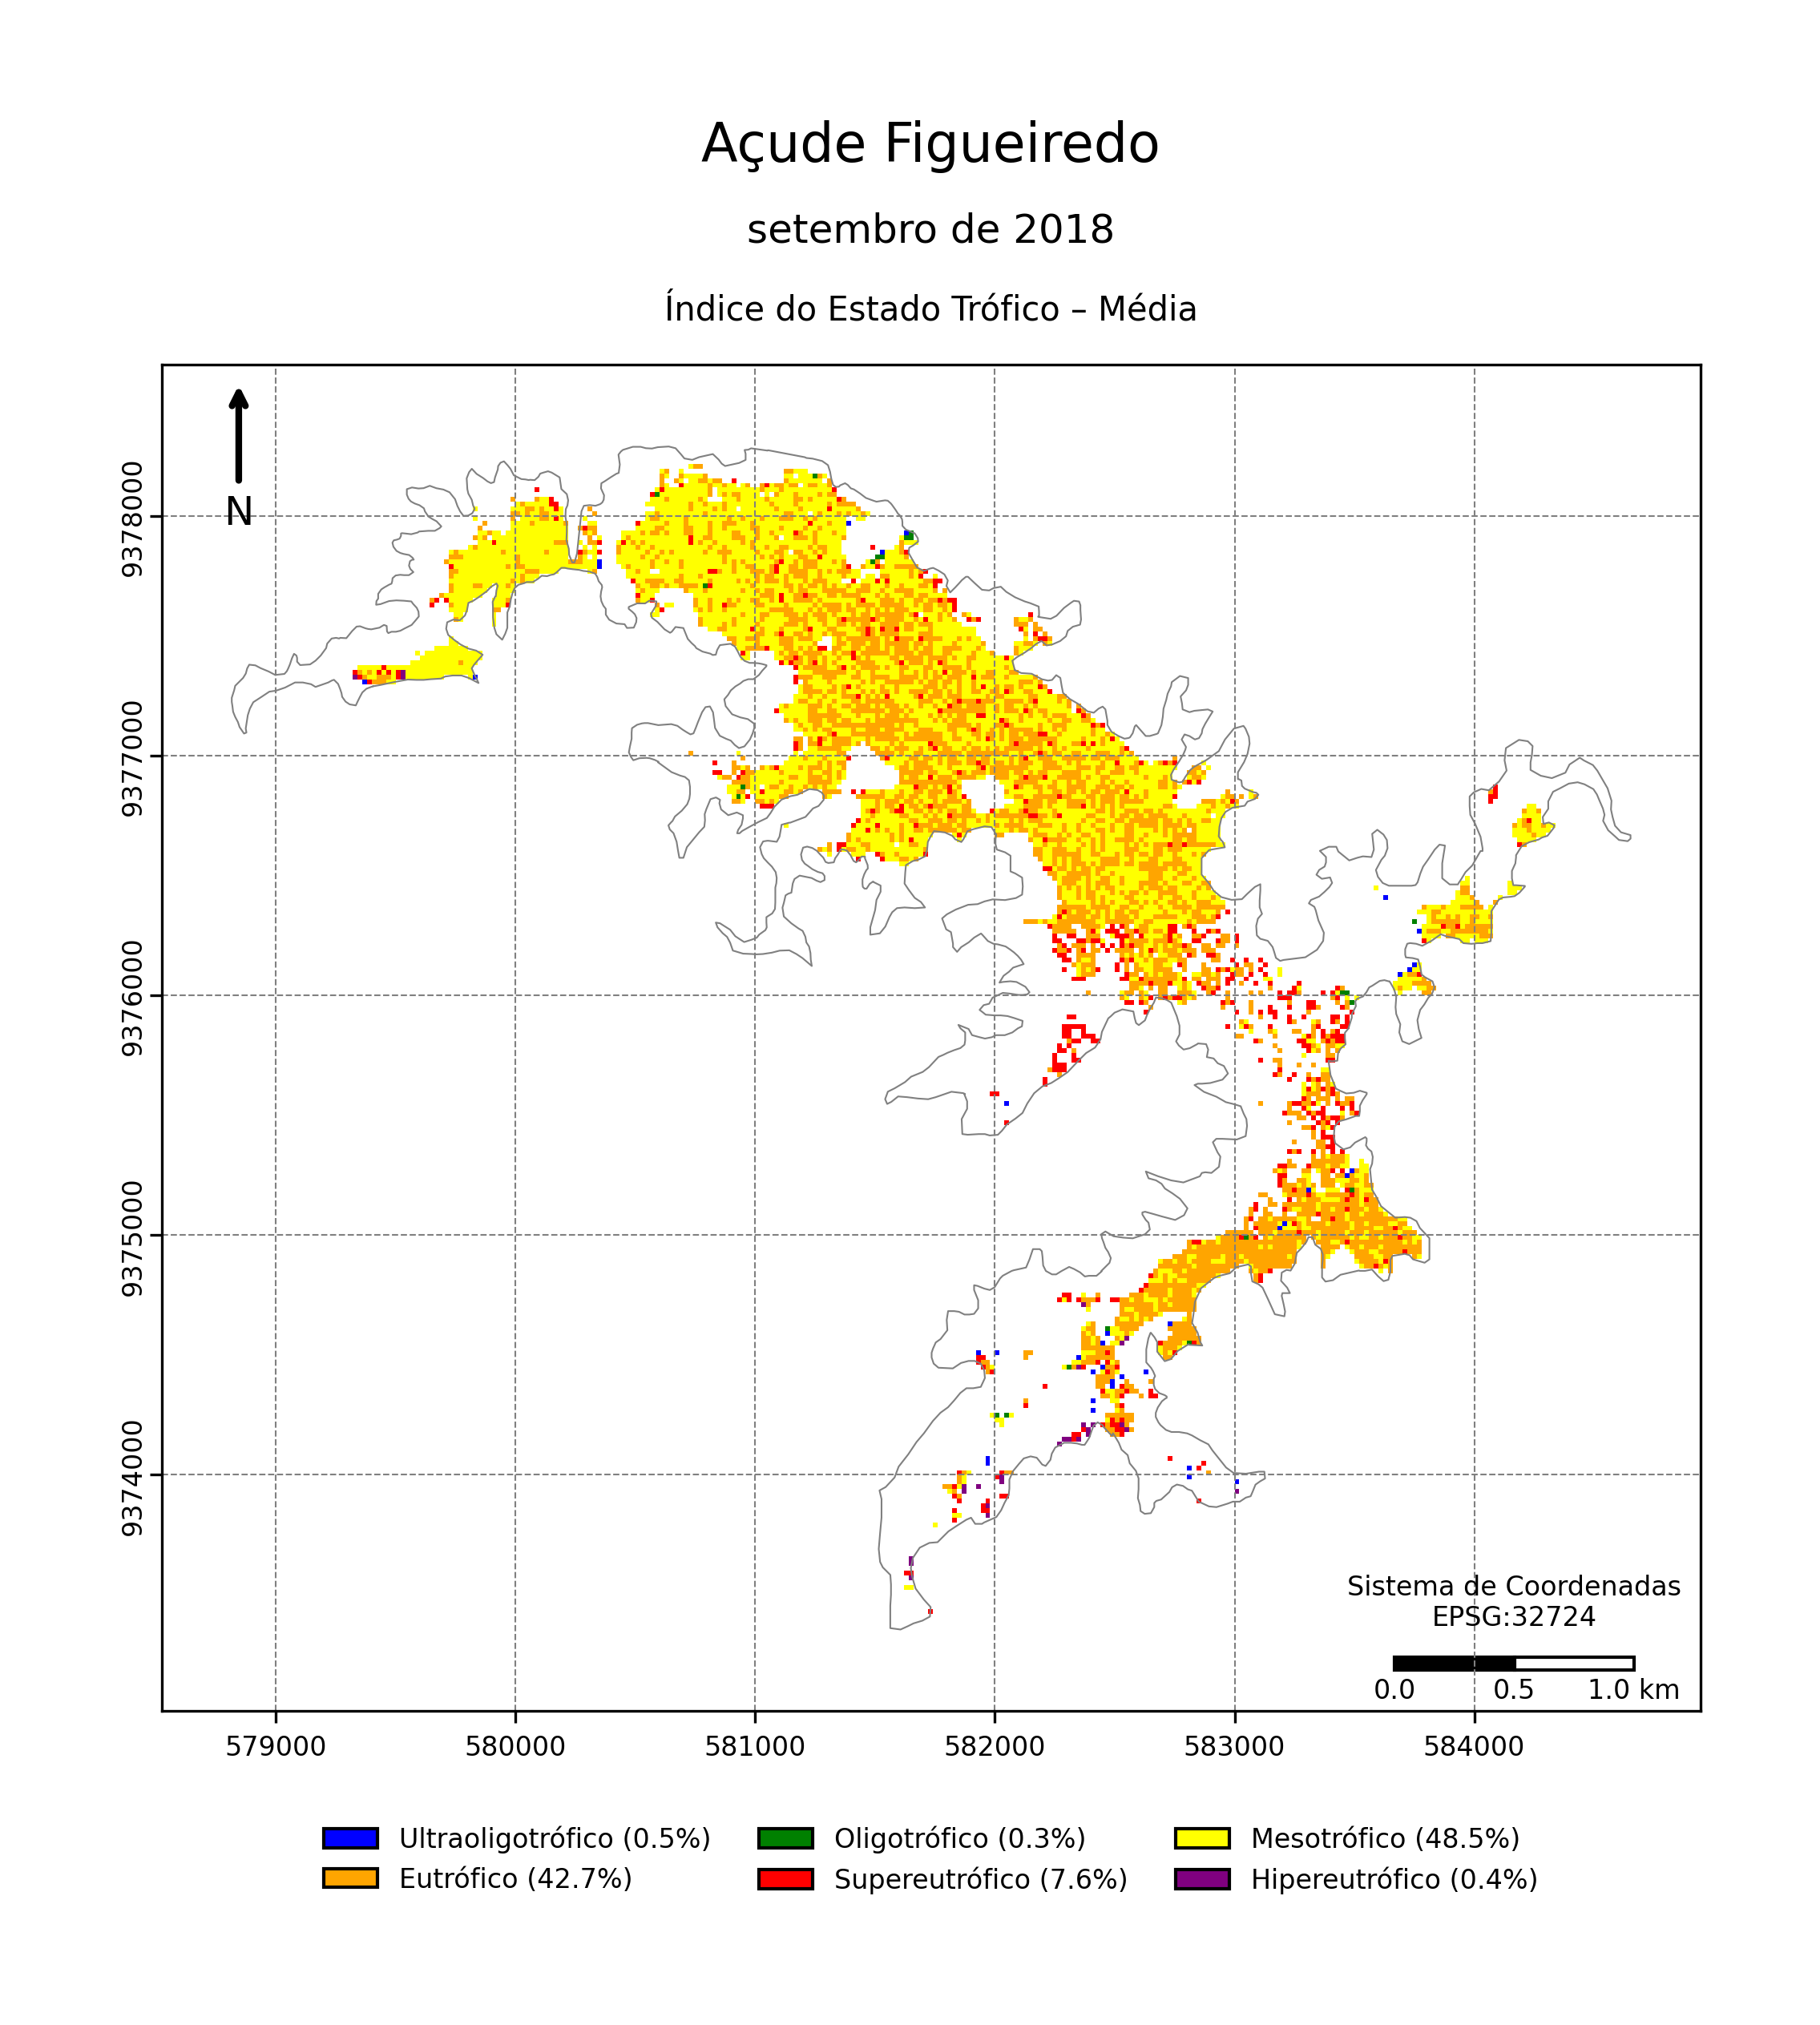 Açude Figueiredo
setembro de 2018
Índice do Estado Trófico – Média
N
9378000
9377000
9376000
9375000
9374000
Sistema de Coordenadas
EPSG:32724
0.0 0.5 1.0 km
579000 580000 581000 582000 583000 584000
Ultraoligotrófico (0.5%) Oligotrófico (0.3%) Mesotrófico (48.5%)
Eutrófico (42.7%) Supereutrófico (7.6%) Hipereutrófico (0.4%)